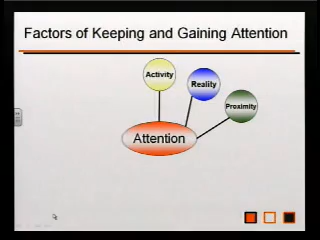 Factors of Keeping and Gaining Attention
Activity
Reality
Proximity
Attention